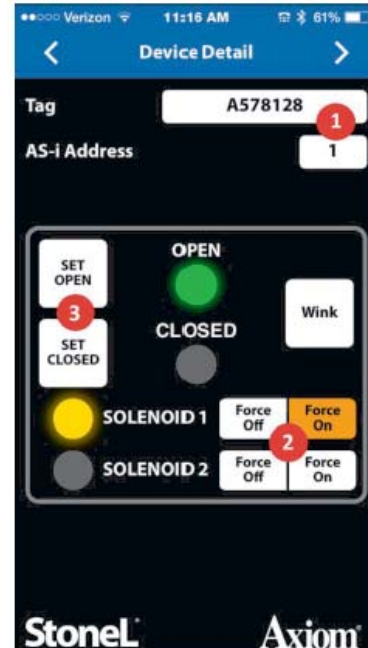 Verizon 11:16 AM 61%
Device Detail
Tag A578128
1
AS-i Address 1
SET OPEN
OPEN
3
Wink
SET CLOSED
CLOSED
SOLENOID 1 Force Off Force On
2
SOLENOID 2 Force Off Force On
StoneL Axiom